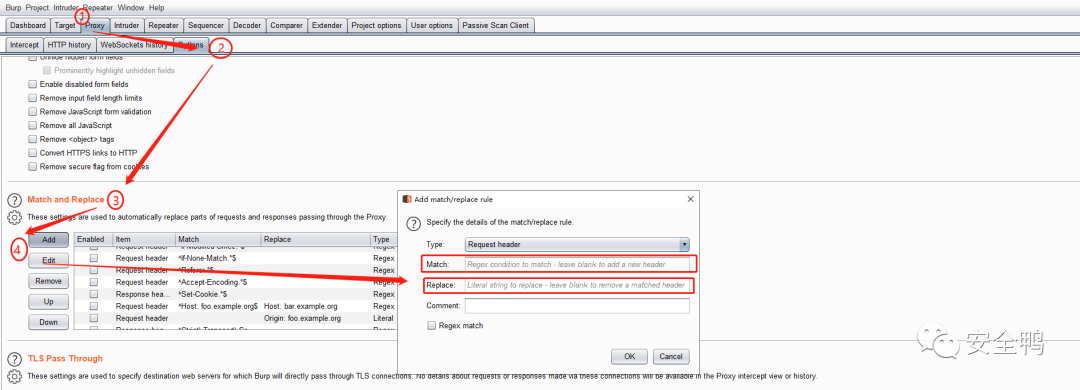 Burp Project Intruder Repeater Window Help
①
Dashboard Target Proxy Intruder Repeater Sequencer Decoder Comparer Extender Project options User options Passive Scan Client
Intercept HTTP history WebSockets history Options ②
Unhide hidden form fields
Prominently highlight unhidden fields
Enable disabled form fields
Remove input field length limits
Remove JavaScript form validation
Remove all JavaScript
Remove <object> tags
Convert HTTPS links to HTTP
Remove secure flag from cookies
? Match and Replace ③
These settings are used to automatically replace parts of requests and responses passing through the Proxy.
④
Add
Edit
Remove
Up
Down
Enabled Item Match Replace Type
Request header ^If-Modified-Since.*$ Regex
Request header ^If-None-Match.*$ Regex
Request header ^Referer.*$ Regex
Request header ^Accept-Encoding.*$ Regex
Response hea... ^Set-Cookie.*$ Regex
Request header ^Host: foo.example.org$ Host: bar.example.org Regex
Request header Origin: foo.example.org Literal
Add match/replace rule
? Specify the details of the match/replace rule.
Type: Request header
Match: Regex condition to match - leave blank to add a new header
Replace: Literal string to replace - leave blank to remove a matched header
Comment:
Regex match
OK Cancel
安全鸭
? TLS Pass Through
These settings are used to specify destination web servers for which Burp will directly pass through TLS connections. No details about requests or responses made via these connections will be available in the Proxy intercept view or history.